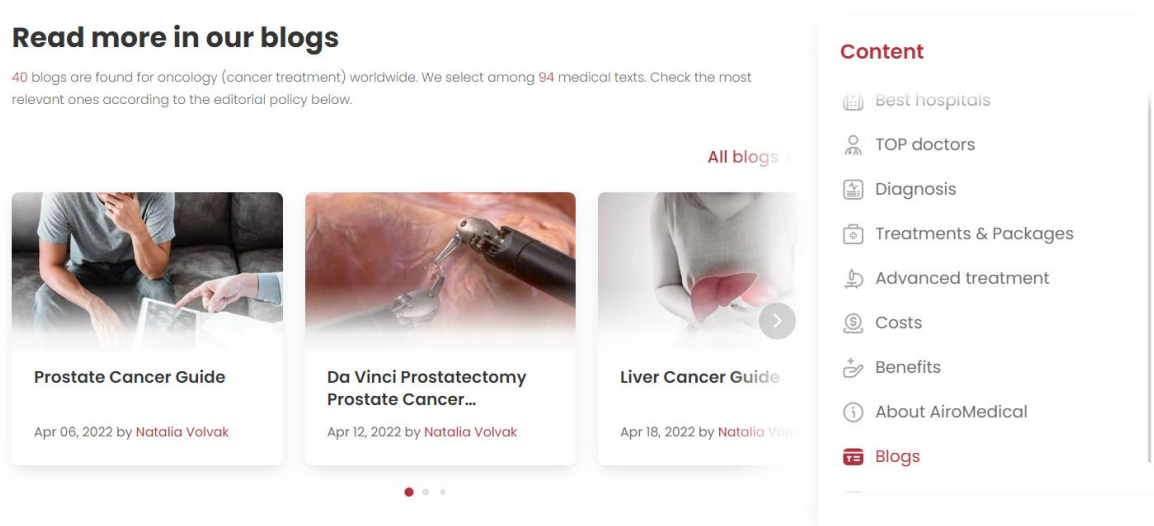 Read more in our blogs
40 blogs are found for oncology (cancer treatment) worldwide. We select among 94 medical texts. Check the most
relevant ones according to the editorial policy below.
All blogs
Prostate Cancer Guide
Apr 06, 2022 by Natalia Volvak
Da Vinci Prostatectomy
Prostate Cancer...
Apr 12, 2022 by Natalia Volvak
Liver Cancer Guide
Apr 18, 2022 by Natalia
Content
Best hospitals
TOP doctors
Diagnosis
Treatments & Packages
Advanced treatment
Costs
Benefits
About AiroMedical
Blogs